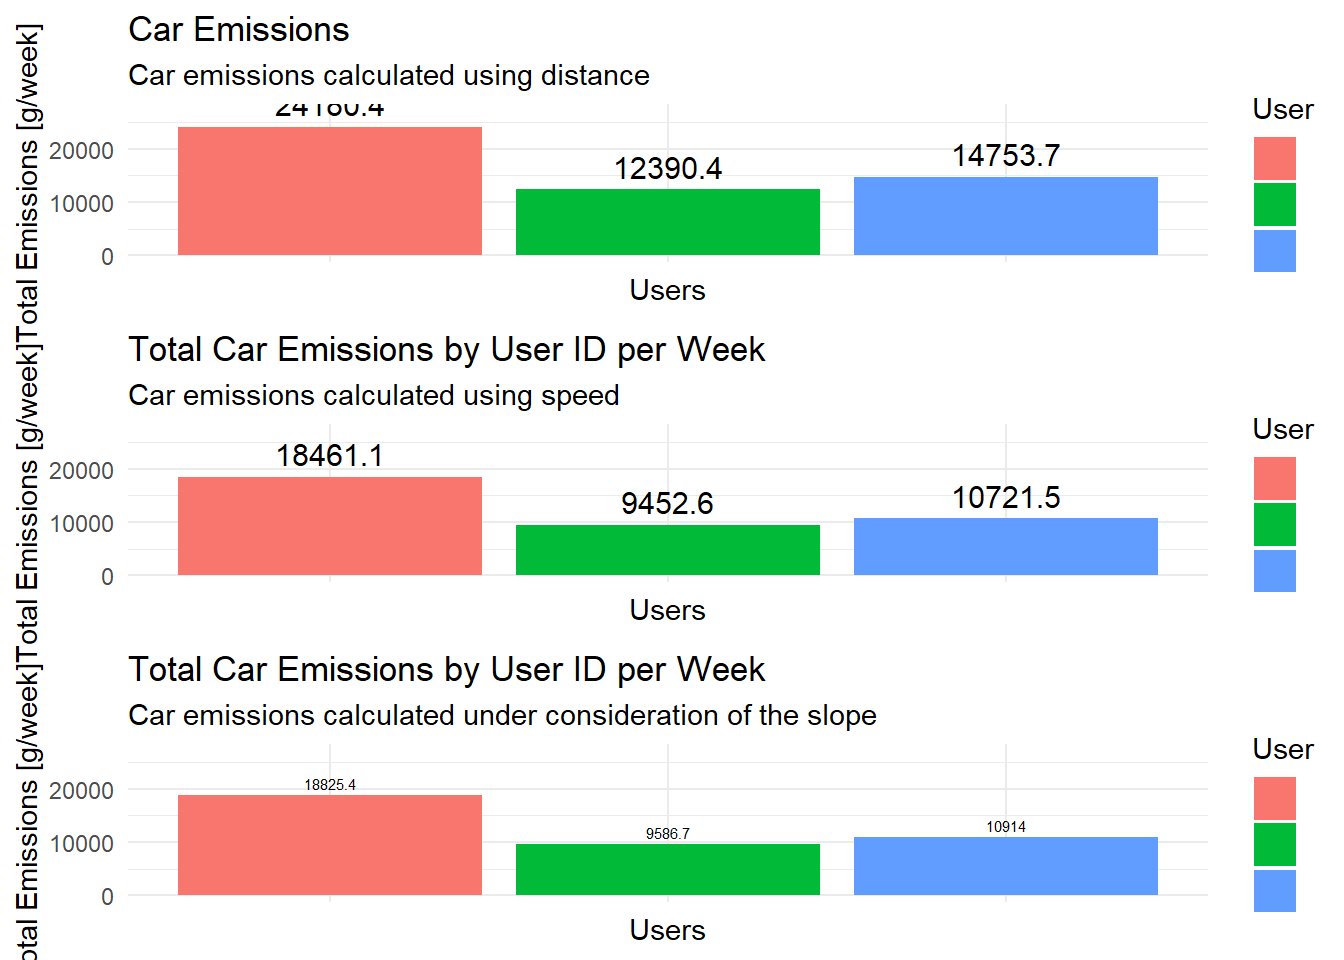 Car Emissions
Car emissions calculated using distance
Total Emissions [g/week]
20000
10000
0
12390.4
14753.7
Users
User
Total Car Emissions by User ID per Week
Car emissions calculated using speed
Total Emissions [g/week]
20000
10000
0
18461.1
9452.6
10721.5
Users
User
Total Car Emissions by User ID per Week
Car emissions calculated under consideration of the slope
otal Emissions [g/week]
20000
10000
0
18825.4
9586.7
10914
Users
User